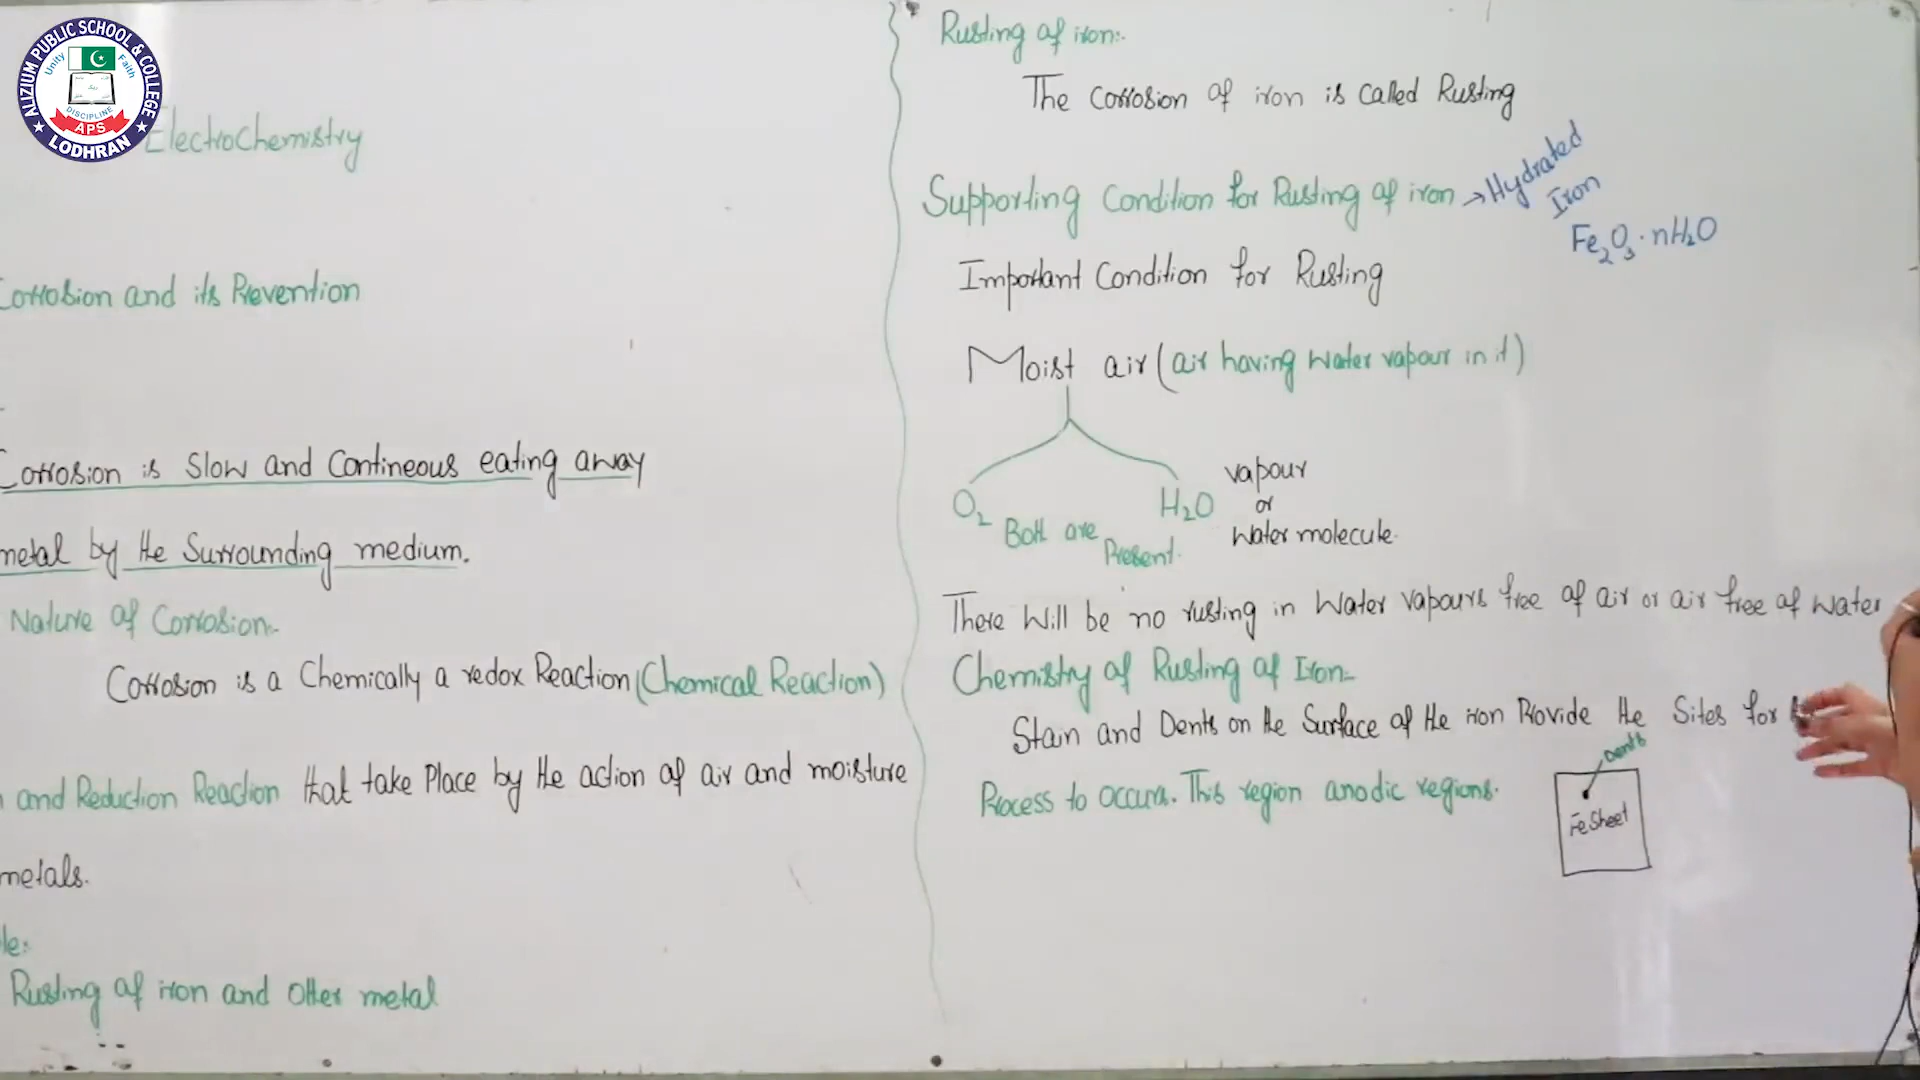 ALIZIUM PUBLIC SCHOOL & COLLEGE
Unity
Faith
DISCIPLINE
APS
LODHRAN
ElectroChemistry
Corrosion and its Prevention
Corrosion is Slow and Contineous eating away
metal by the Surrounding medium.
Nature of Corrosion:-
Corrosion is a Chemically a redox Reaction (Chemical Reaction)
and Reduction Reaction that take Place by the action of air and moisture
metals.
le:
Rusting of iron and other metal
Rusting of iron:-
The corrosion of iron is called Rusting
Supporting Condition for Rusting of iron → Hydrated
Iron
Fe₂O₃·nH₂O
Important Condition for Rusting
Moist air (air having water vapour in it)
O₂ H₂O vapour
or
Both are Present. Water molecule.
There will be no rusting in Water vapours free of air or air free of water
Chemistry of Rusting of Iron:-
Stain and Dents on the Surface of the iron Provide the Sites for
Process to occurs. This region anodic regions.
Dents
Fe Sheet